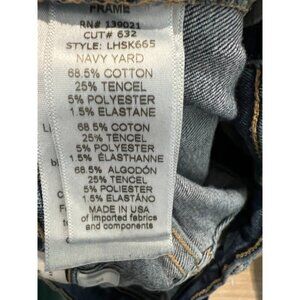 FRAME
RN# 139021
CUT# 632
STYLE: LHSK665
NAVY YARD
68.5% COTTON
25% TENCEL
5% POLYESTER
1.5% ELASTANE
68.5% COTON
25% TENCEL
5% POLYESTER
1.5% ÉLASTHANNE
68.5% ALGODÓN
25% TENCEL
5% POLIESTER
1.5% ELASTANO
MADE IN USA
of imported fabrics
and components